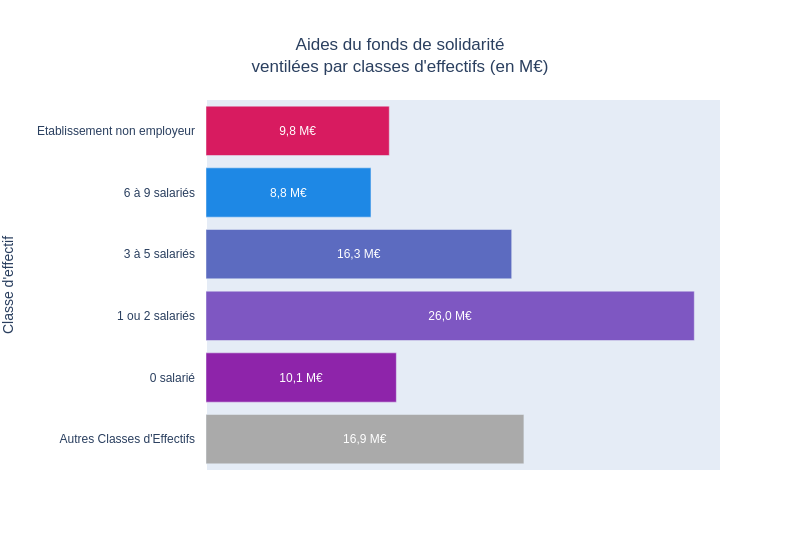 Aides du fonds de solidarité
ventilées par classes d'effectifs (en M€)
Classe d'effectif
Etablissement non employeur
9,8 M€
6 à 9 salariés
8,8 M€
3 à 5 salariés
16,3 M€
1 ou 2 salariés
26,0 M€
0 salarié
10,1 M€
Autres Classes d'Effectifs
16,9 M€